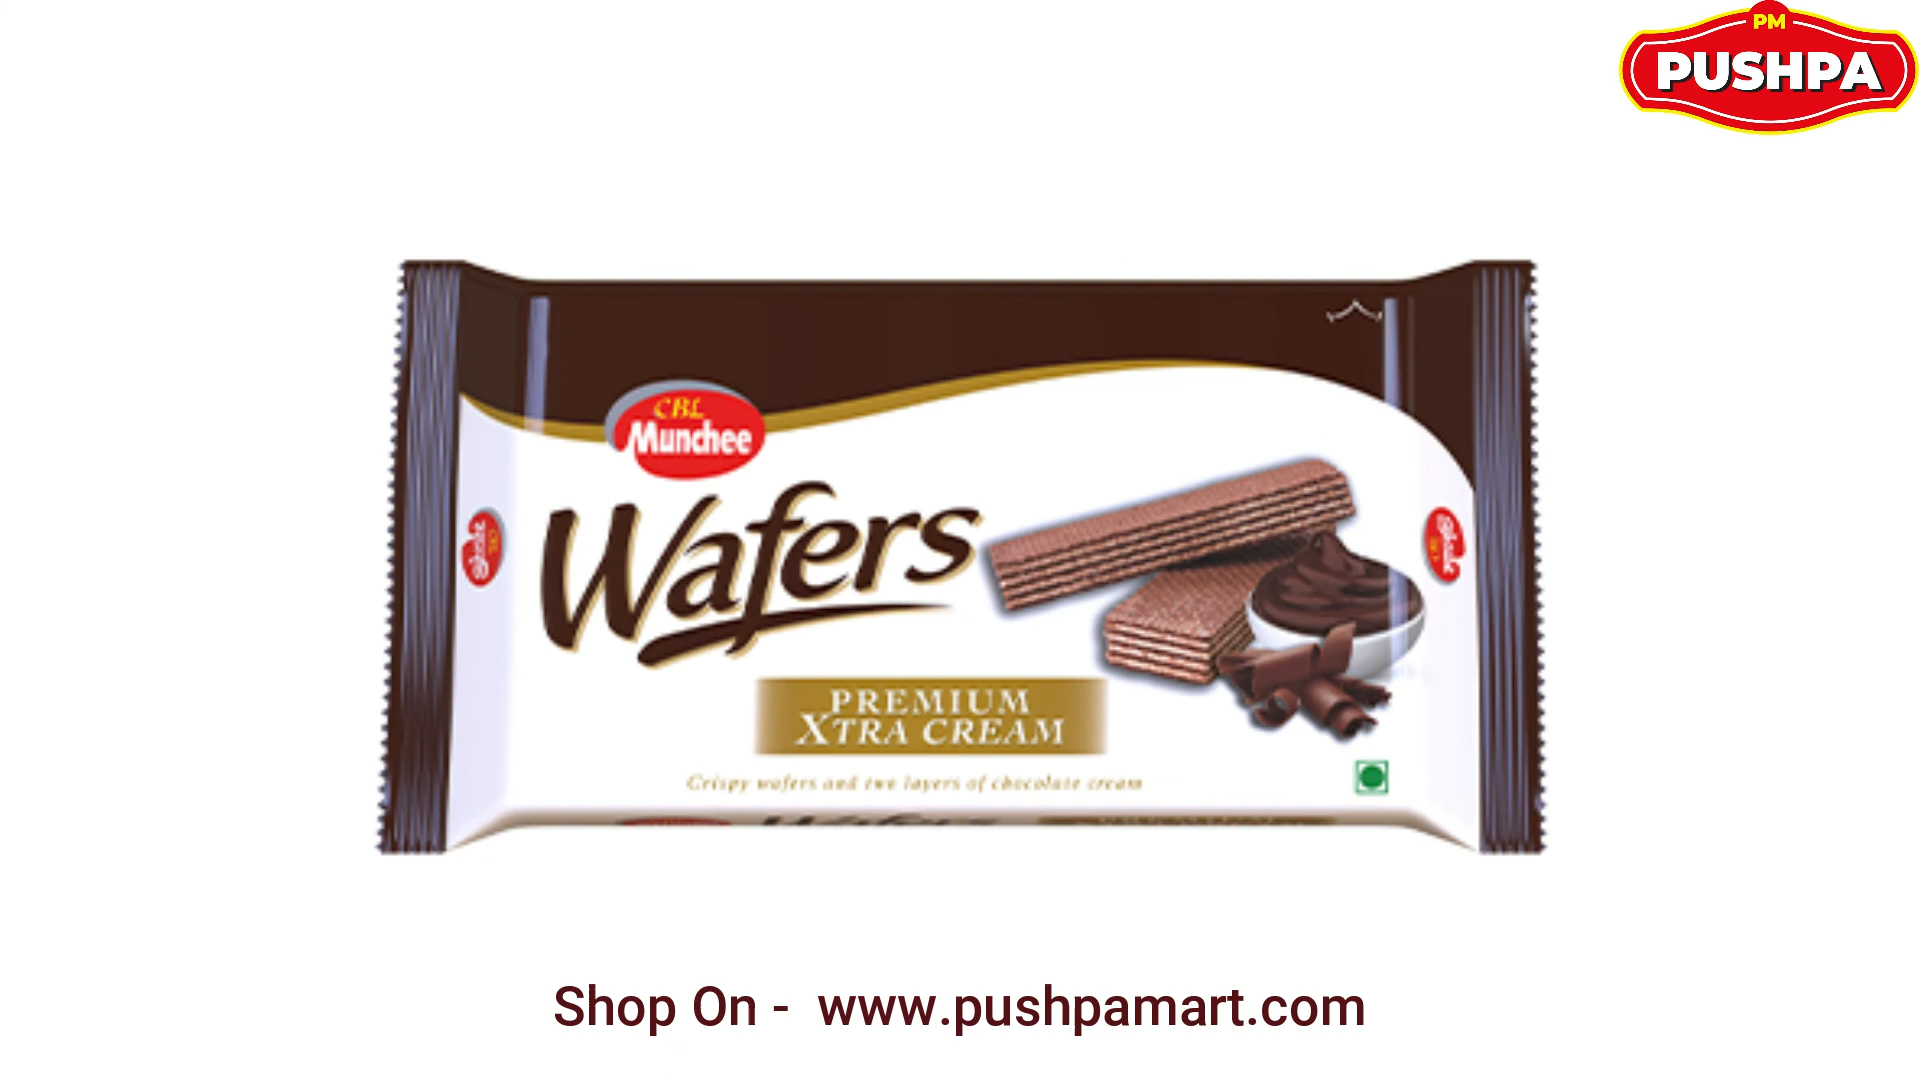 PM
PUSHPA
CBL
Munchee
Wafers
PREMIUM
XTRA CREAM
Crispy wafers and two layers of chocolate cream
Shop On - www.pushpamart.com